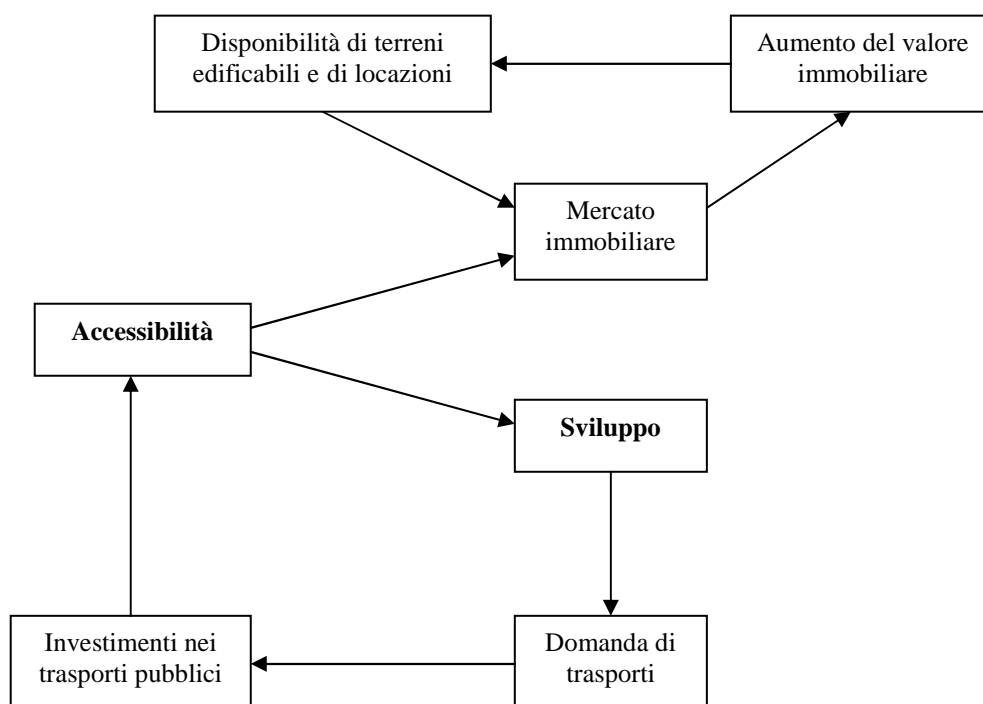 Disponibilità di terreni
edificabili e di locazioni
Aumento del valore
immobiliare
Mercato
immobiliare
Accessibilità
Sviluppo
Investimenti nei
trasporti pubblici
Domanda di
trasporti